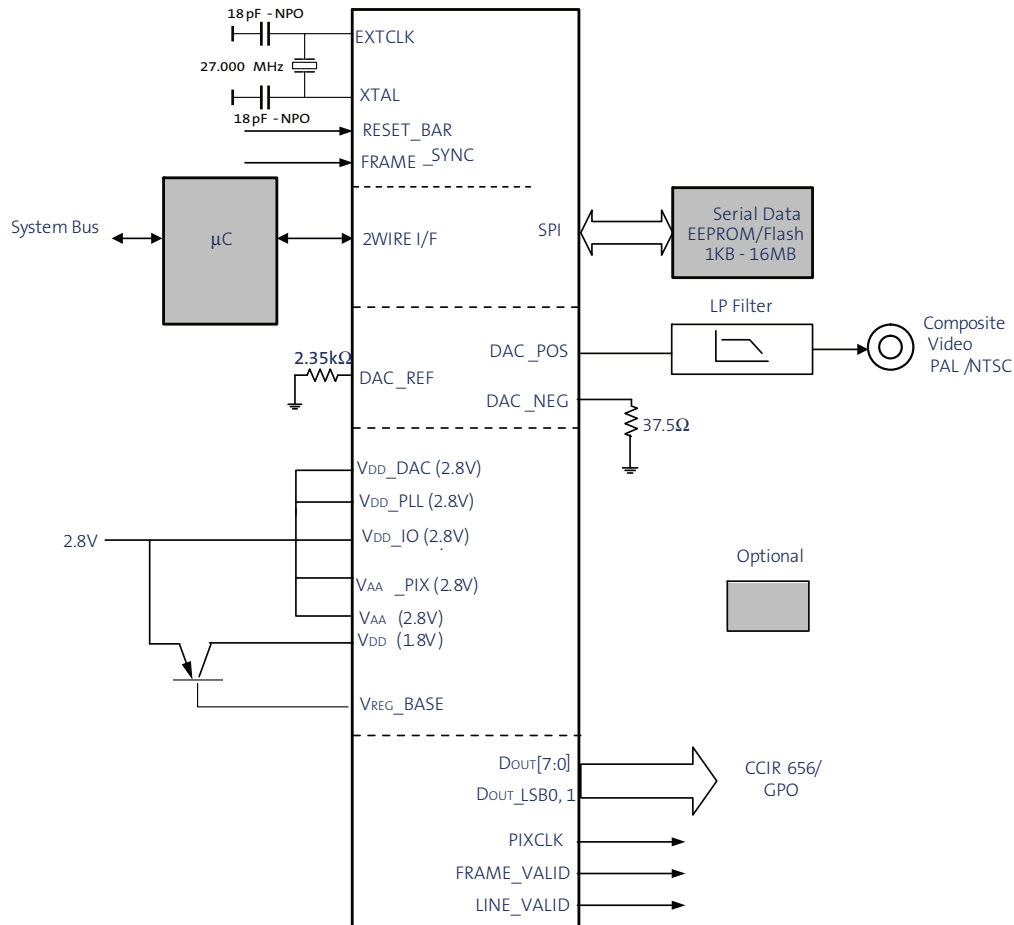 18pF - NPO
EXTCLK
27.000 MHz
XTAL
18pF - NPO
RESET_BAR
FRAME _SYNC
System Bus
µC
2WIRE I/F
SPI
Serial Data
EEPROM/Flash
1KB - 16MB
LP Filter
2.35kΩ
DAC_REF
DAC_POS
Composite
Video
PAL /NTSC
DAC _NEG
37.5Ω
VDD_DAC (2.8V)
VDD_PLL (2.8V)
2.8V
VDD_IO (2.8V)
VAA _PIX (2.8V)
VAA (2.8V)
VDD (1.8V)
VREG_BASE
Optional
DOUT[7:0]
DOUT_LSB0, 1
CCIR 656/
GPO
PIXCLK
FRAME_VALID
LINE_VALID